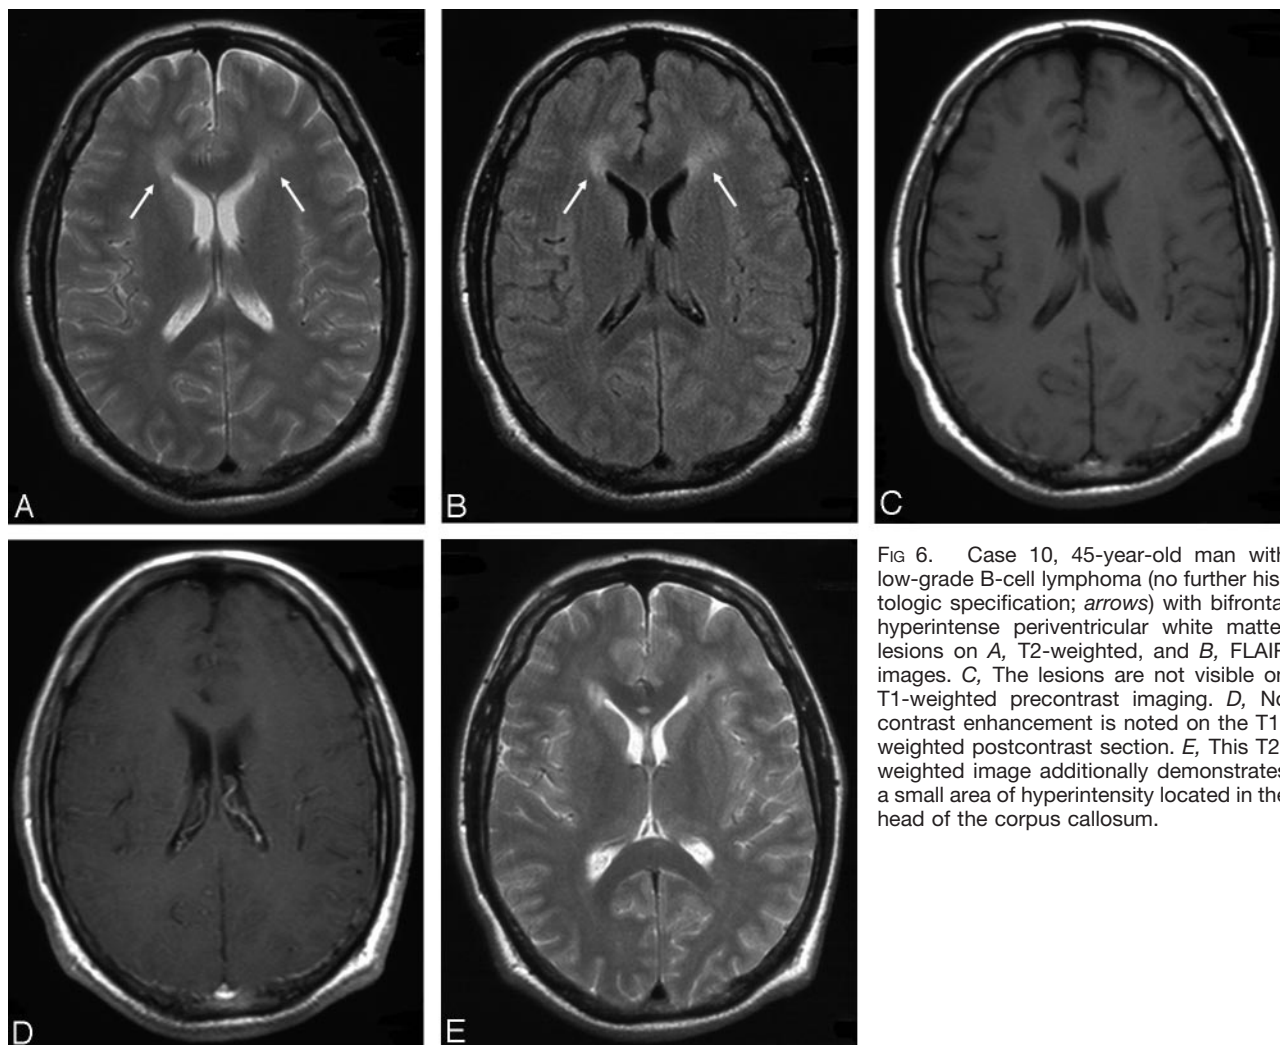 A
B
C
D
E
FIG 6. Case 10, 45-year-old man with
low-grade B-cell lymphoma (no further his
tologic specification; arrows) with bifronta
hyperintense periventricular white matte
lesions on A, T2-weighted, and B, FLAIR
images. C, The lesions are not visible on
T1-weighted precontrast imaging. D, No
contrast enhancement is noted on the T1
weighted postcontrast section. E, This T2
weighted image additionally demonstrates
a small area of hyperintensity located in the
head of the corpus callosum.